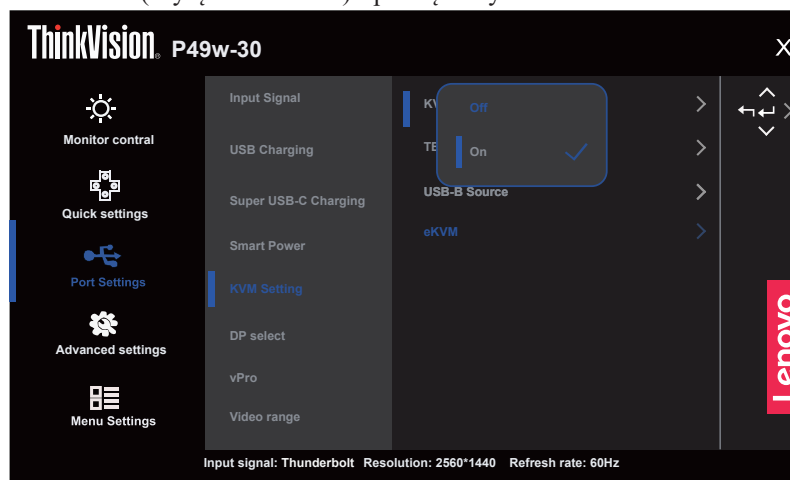 ThinkVision® P49w-30
X
Monitor contral
Quick settings
Port Settings
Advanced settings
Menu Settings
Input Signal
USB Charging
Super USB-C Charging
Smart Power
KVM Setting
DP select
vPro
Video range
Off
On
USB-B Source
eKVM
Lenovo
Input signal: Thunderbolt Resolution: 2560*1440 Refresh rate: 60Hz